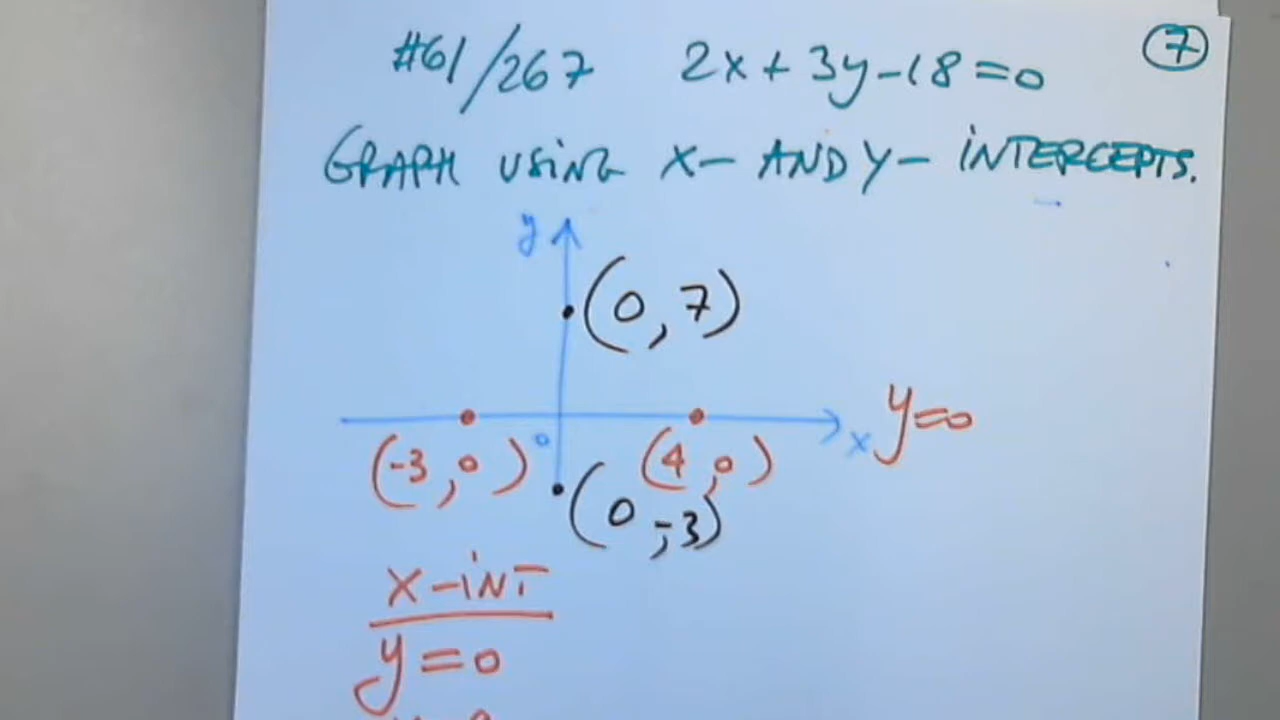 #61/267 2x+3y-18=0 7
GRAPH USING X- AND Y- INTERCEPTS.
y
(0,7)
y=0
x
0
(-3,0) (4,0)
(0,-3)
X-INT
y=0